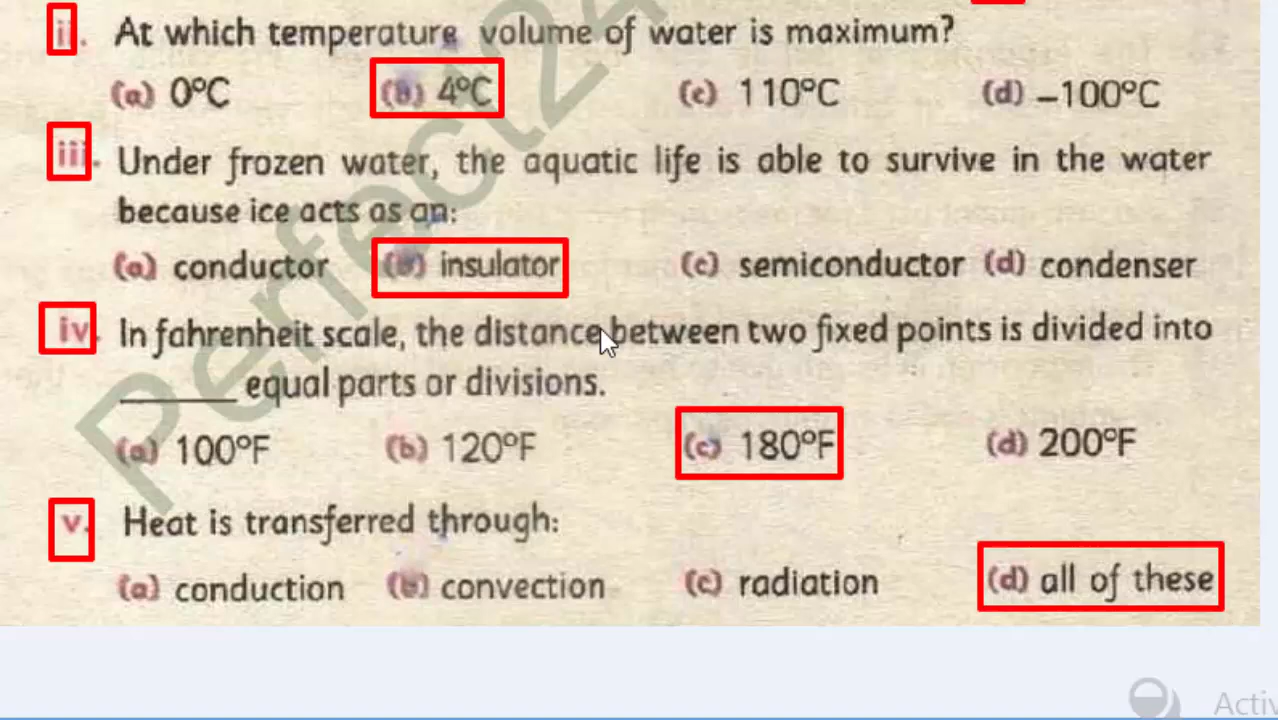 ii. At which temperature volume of water is maximum?
(a) 0°C (b) 4°C (c) 110°C (d) –100°C
iii. Under frozen water, the aquatic life is able to survive in the water
because ice acts as an:
(a) conductor (b) insulator (c) semiconductor (d) condenser
iv. In fahrenheit scale, the distance between two fixed points is divided into
______ equal parts or divisions.
(a) 100°F (b) 120°F (c) 180°F (d) 200°F
v. Heat is transferred through:
(a) conduction (b) convection (c) radiation (d) all of these
Perfect24
Activ